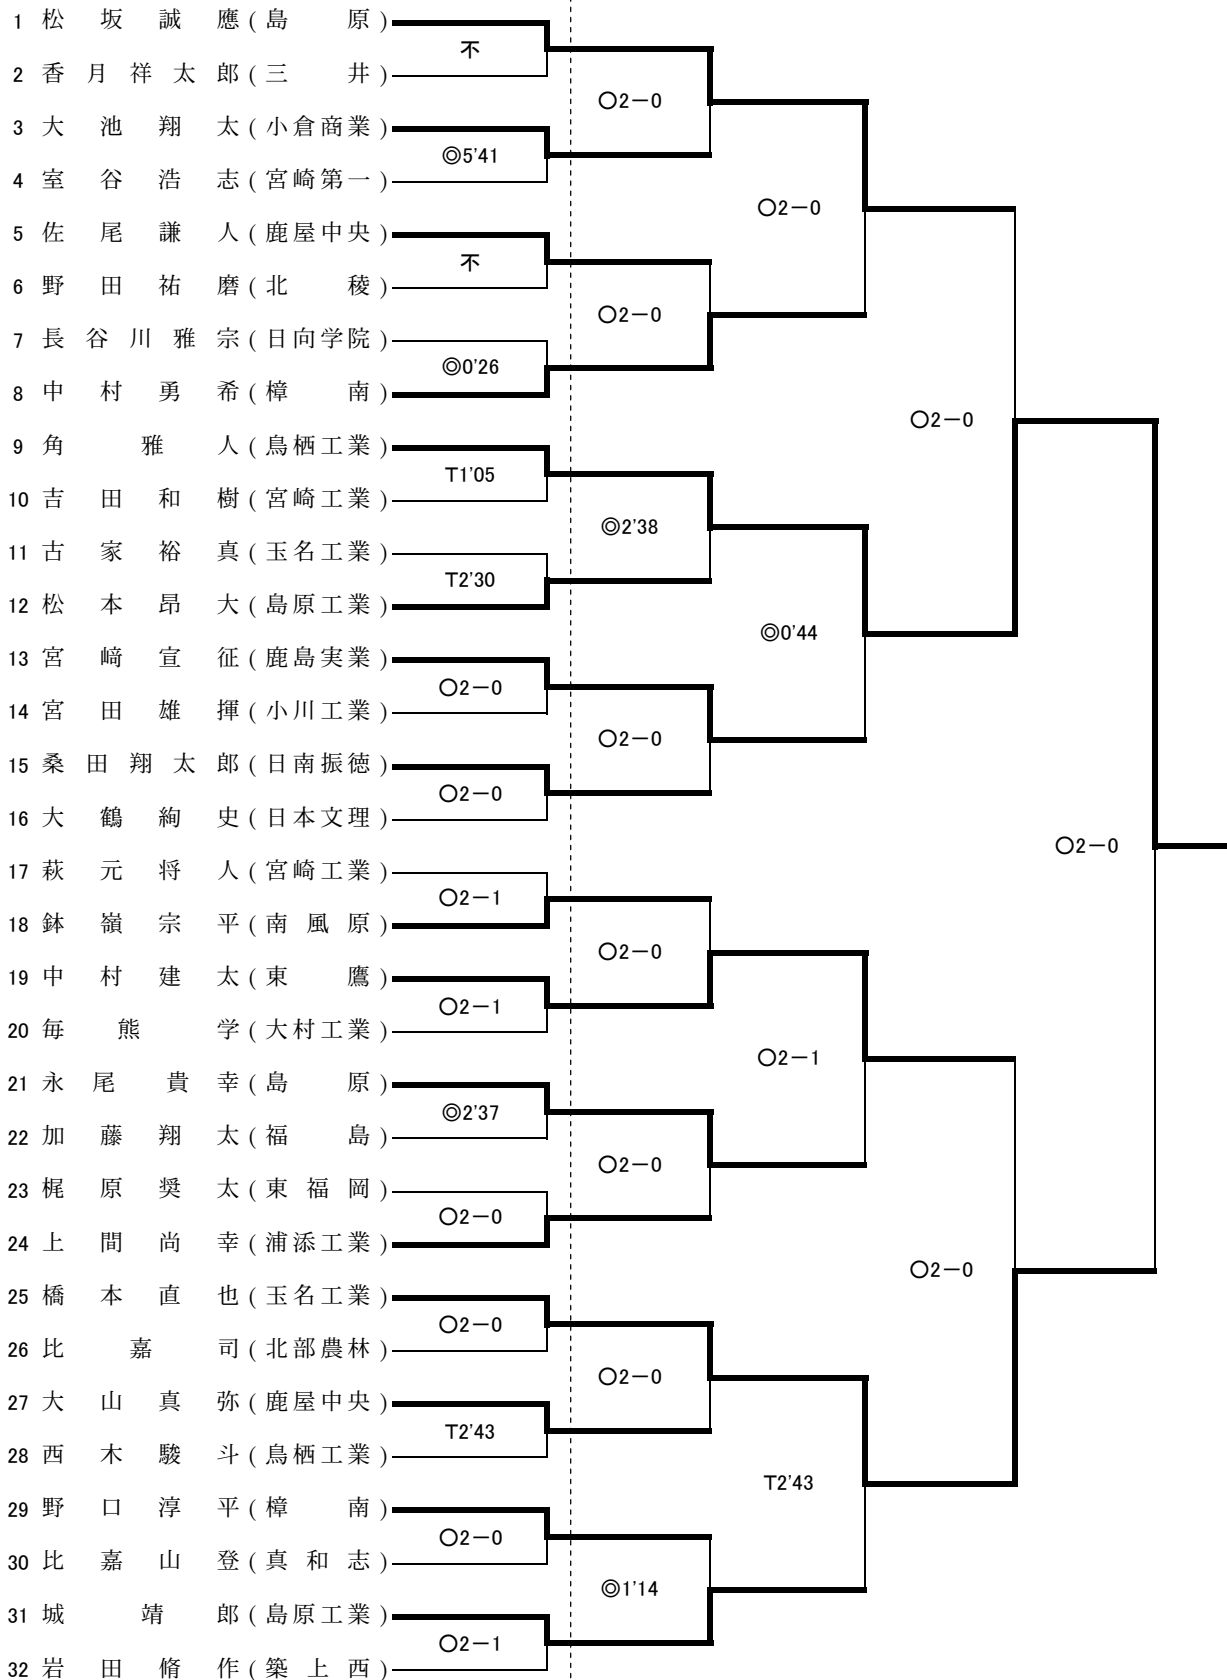 1 松坂誠應(島原)
不
2 香月祥太郎(三井)
○2－0
3 大池翔太(小倉商業)
◎5'41
4 室谷浩志(宮崎第一)
○2－0
5 佐尾謙人(鹿屋中央)
不
6 野田祐磨(北稜)
○2－0
7 長谷川雅宗(日向学院)
◎0'26
8 中村勇希(樟南)
○2－0
9 角雅人(鳥栖工業)
T1'05
10 吉田和樹(宮崎工業)
◎2'38
11 古家裕真(玉名工業)
T2'30
12 松本昂大(島原工業)
◎0'44
13 宮﨑宣征(鹿島実業)
○2－0
14 宮田雄揮(小川工業)
○2－0
15 桑田翔太郎(日南振徳)
○2－0
16 大鶴絢史(日本文理)
○2－0
17 萩元将人(宮崎工業)
○2－1
18 鉢嶺宗平(南風原)
○2－0
19 中村建太(東鷹)
○2－1
20 毎熊学(大村工業)
○2－1
21 永尾貴幸(島原)
◎2'37
22 加藤翔太(福島)
○2－0
23 梶原奨太(東福岡)
○2－0
24 上間尚幸(浦添工業)
○2－0
25 橋本直也(玉名工業)
○2－0
26 比嘉司(北部農林)
○2－0
27 大山真弥(鹿屋中央)
T2'43
28 西木駿斗(鳥栖工業)
T2'43
29 野口淳平(樟南)
○2－0
30 比嘉山登(真和志)
◎1'14
31 城靖郎(島原工業)
○2－1
32 岩田脩作(築上西)